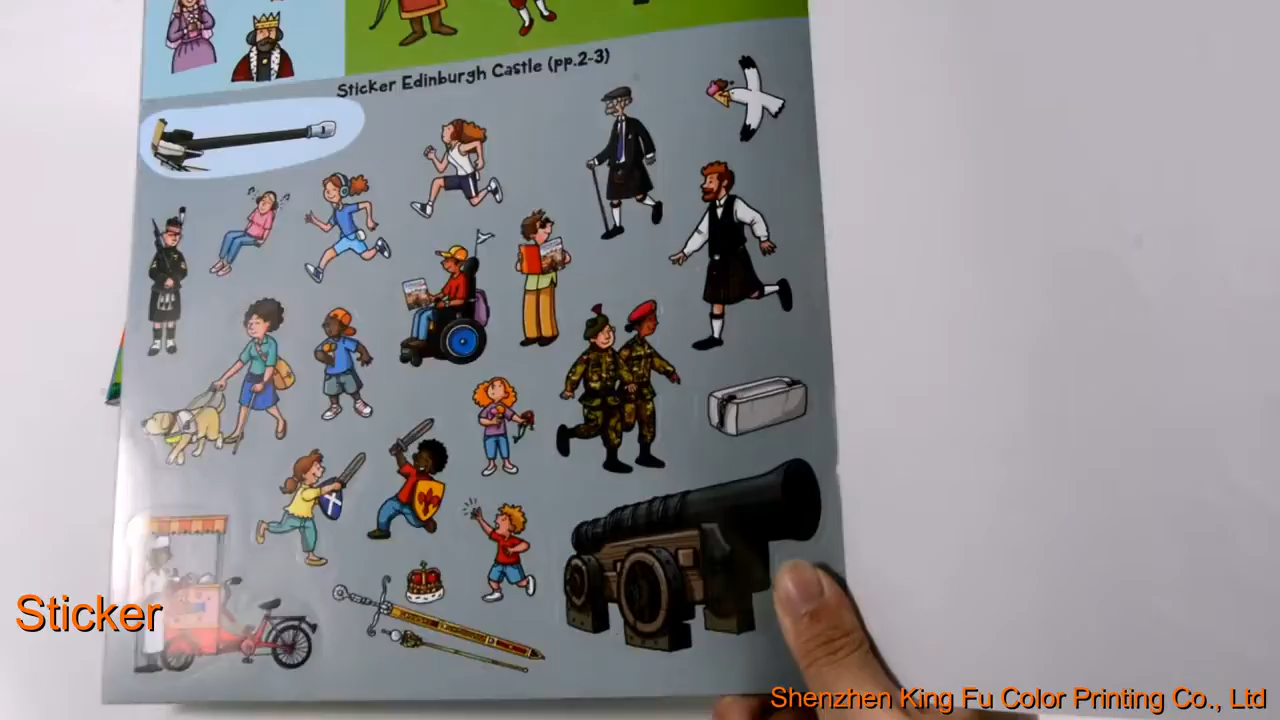 Sticker Edinburgh Castle (pp.2-3)
Sticker
Shenzhen King Fu Color Printing Co., Ltd